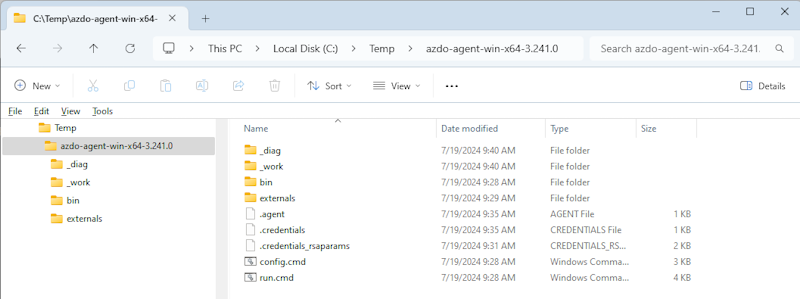 C:\Temp\azdo-agent-win-x64-
This PC > Local Disk (C:) > Temp > azdo-agent-win-x64-3.241.0 > Search azdo-agent-win-x64-3.241.
New Sort View ... Details
File Edit View Tools
Temp
azdo-agent-win-x64-3.241.0
_diag
_work
bin
externals
Name Date modified Type Size
_diag 7/19/2024 9:40 AM File folder
_work 7/19/2024 9:40 AM File folder
bin 7/19/2024 9:28 AM File folder
externals 7/19/2024 9:29 AM File folder
.agent 7/19/2024 9:35 AM AGENT File 1 KB
.credentials 7/19/2024 9:35 AM CREDENTIALS File 1 KB
.credentials_rsaparams 7/19/2024 9:31 AM CREDENTIALS_RS... 2 KB
config.cmd 7/19/2024 9:28 AM Windows Comma... 3 KB
run.cmd 7/19/2024 9:28 AM Windows Comma... 4 KB